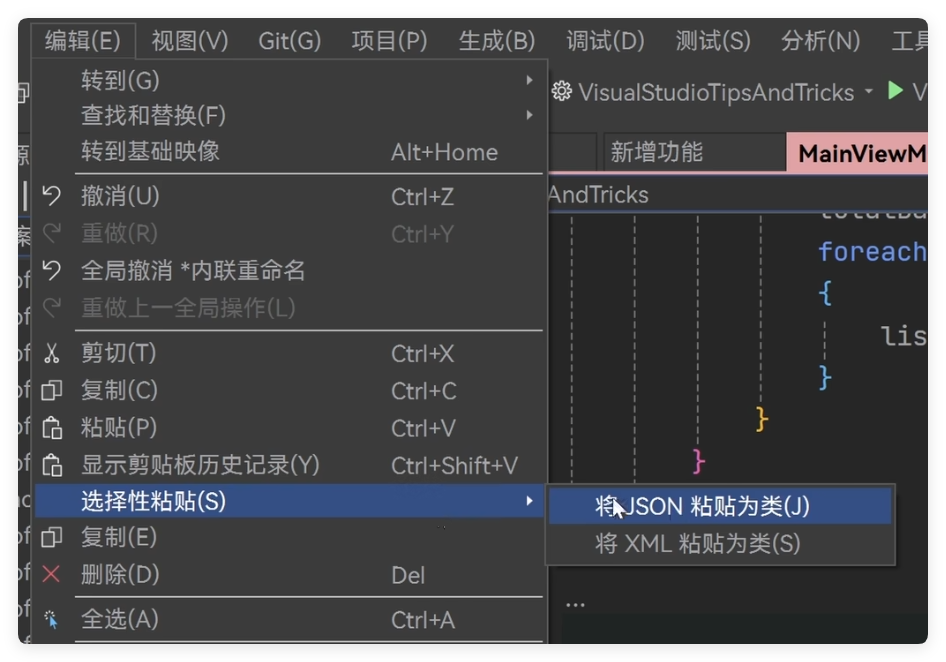 编辑(E) 视图(V) Git(G) 项目(P) 生成(B) 调试(D) 测试(S) 分析(N) 工具
转到(G)
VisualStudioTipsAndTricks
查找和替换(F)
转到基础映像 Alt+Home
新增功能 MainViewM
撤消(U) Ctrl+Z
AndTricks
重做(R) Ctrl+Y
foreach
全局撤消 *内联重命名
{
重做上一全局操作(L)
lis
剪切(T) Ctrl+X
}
复制(C) Ctrl+C
粘贴(P) Ctrl+V
}
显示剪贴板历史记录(Y) Ctrl+Shift+V
}
选择性粘贴(S)
将 JSON 粘贴为类(J)
复制(E)
将 XML 粘贴为类(S)
删除(D) Del
...
全选(A) Ctrl+A